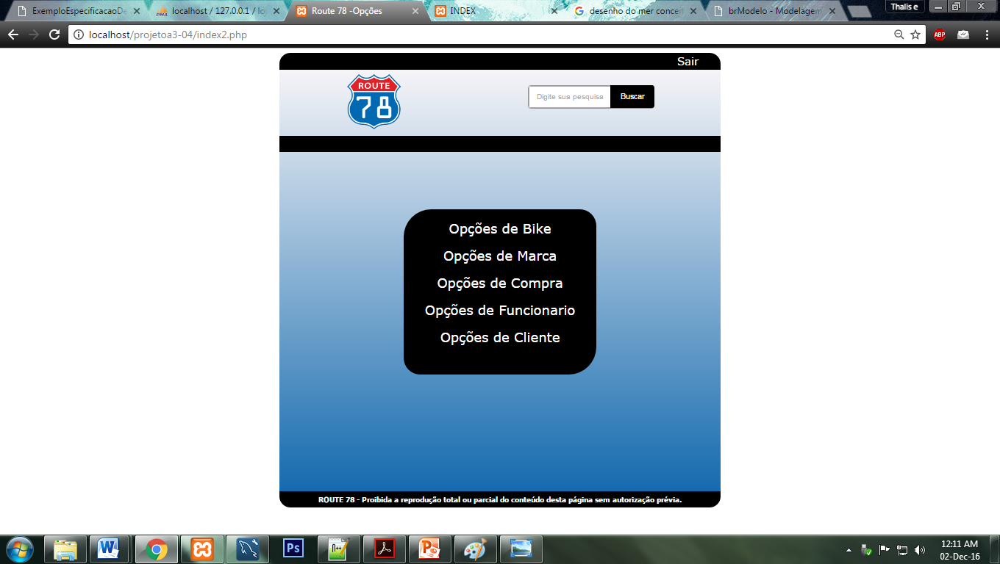 ExemploEspecificacaoDe
localhost / 127.0.0.1 / lo
Route 78 -Opções
INDEX
desenho do mer concei
brModelo - Modelagem
Thalis e
localhost/projetoa3-04/index2.php
ABP
Sair
ROUTE
78
Digite sua pesquisa
Buscar
Opções de Bike
Opções de Marca
Opções de Compra
Opções de Funcionario
Opções de Cliente
ROUTE 78 - Proibida a reprodução total ou parcial do conteúdo desta página sem autorização prévia.
12:11 AM
02-Dec-16